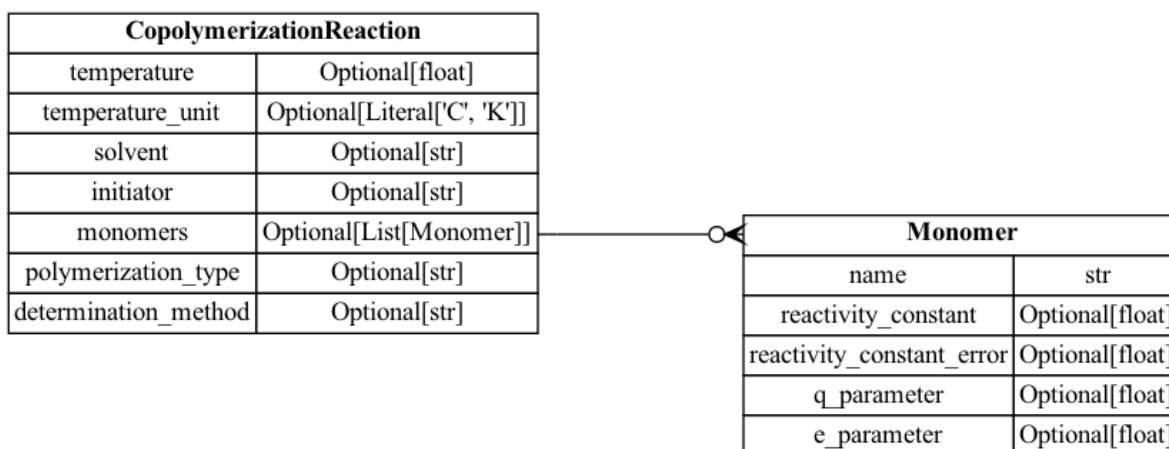 CopolymerizationReaction
temperature Optional[float]
temperature_unit Optional[Literal['C', 'K']]
solvent Optional[str]
initiator Optional[str]
monomers Optional[List[Monomer]]
polymerization_type Optional[str]
determination_method Optional[str]
Monomer
name str
reactivity_constant Optional[float]
reactivity_constant_error Optional[float]
q_parameter Optional[float]
e_parameter Optional[float]